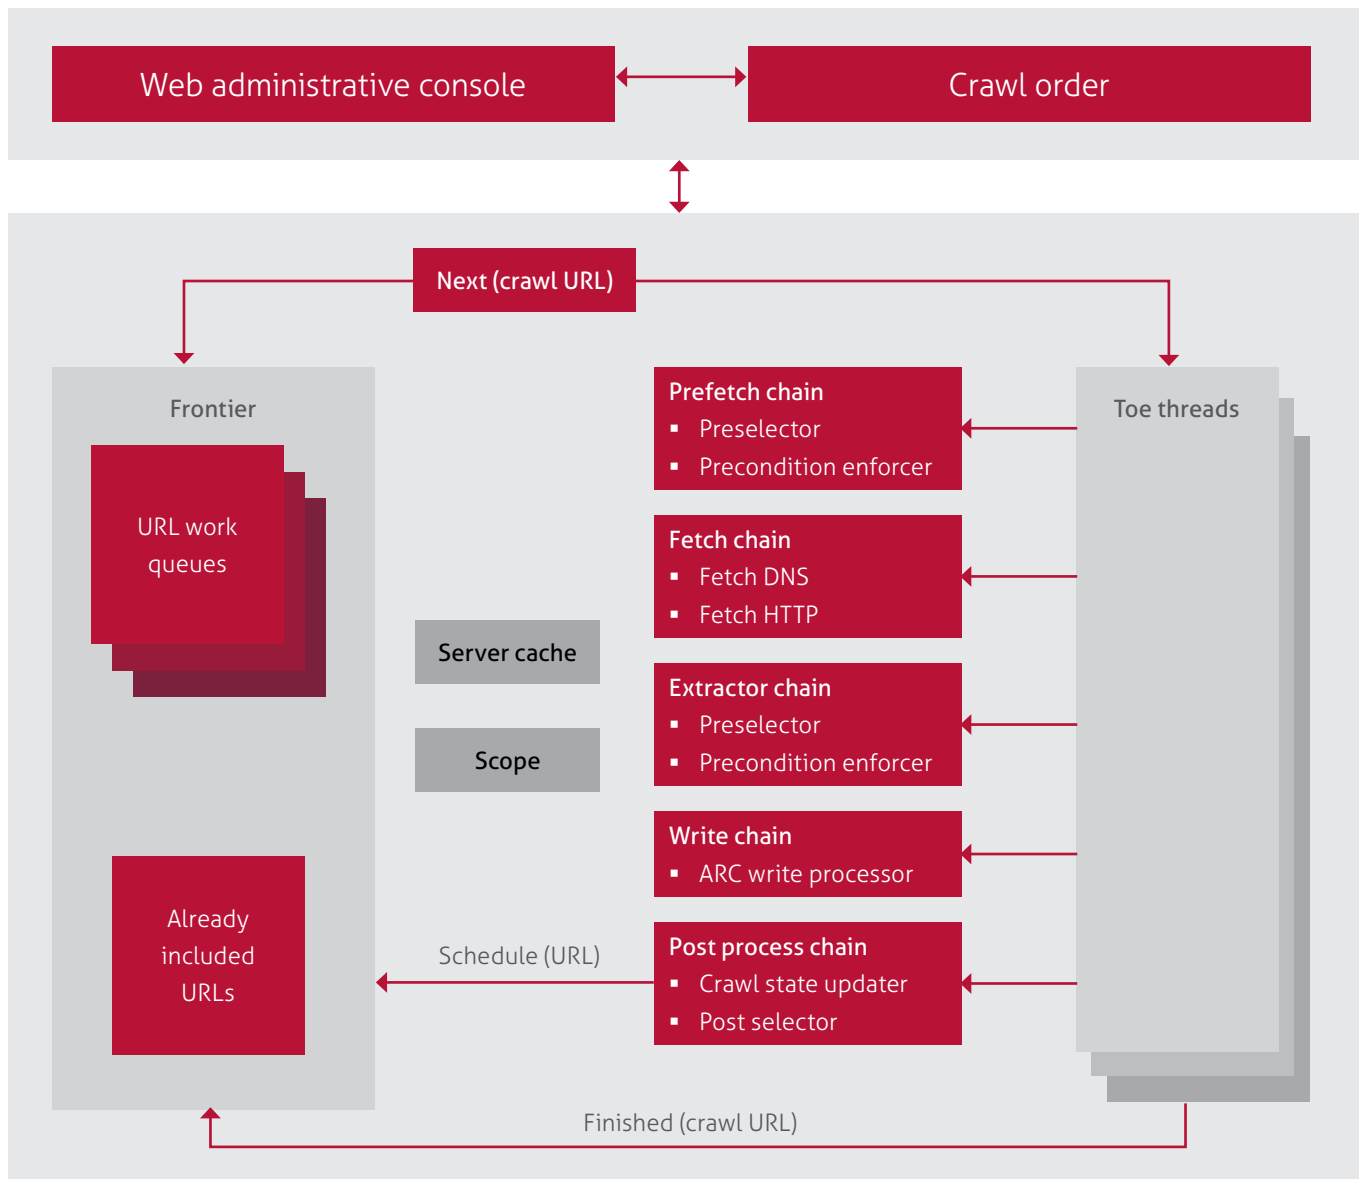 Web administrative console
Crawl order
Next (crawl URL)
Frontier
URL work
queues
Already
included
URLs
Server cache
Scope
Schedule (URL)
Prefetch chain
▪ Preselector
▪ Precondition enforcer
Fetch chain
▪ Fetch DNS
▪ Fetch HTTP
Extractor chain
▪ Preselector
▪ Precondition enforcer
Write chain
▪ ARC write processor
Post process chain
▪ Crawl state updater
▪ Post selector
Toe threads
Finished (crawl URL)